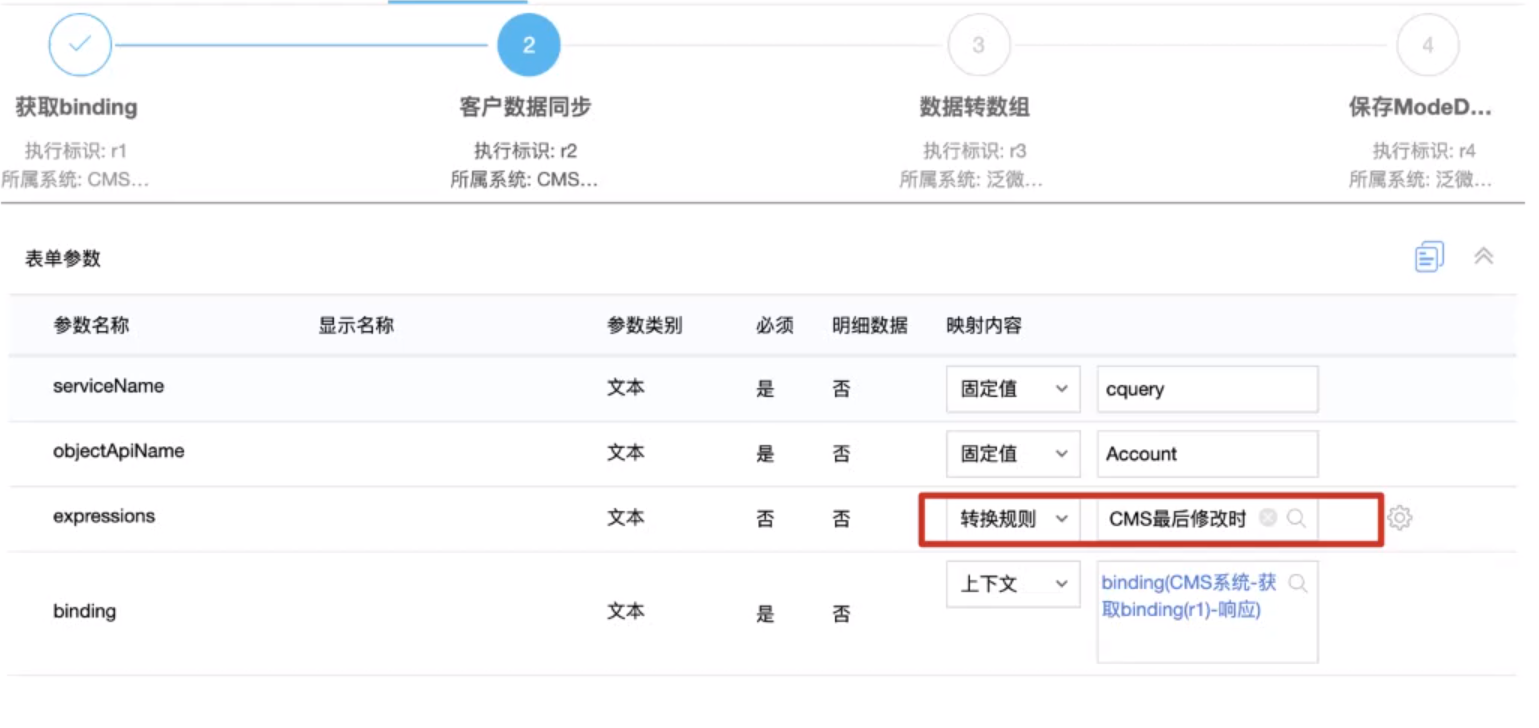 2 3 4
获取binding 客户数据同步 数据转数组 保存ModeD...
执行标识: r1 执行标识: r2 执行标识: r3 执行标识: r4
所属系统: CMS... 所属系统: CMS... 所属系统: 泛微... 所属系统: 泛微...
表单参数
参数名称 显示名称 参数类别 必须 明细数据 映射内容
serviceName 文本 是 否 固定值 cquery
objectApiName 文本 是 否 固定值 Account
expressions 文本 否 否 转换规则 CMS最后修改时
binding 文本 是 否 上下文 binding(CMS系统-获
取binding(r1)-响应)